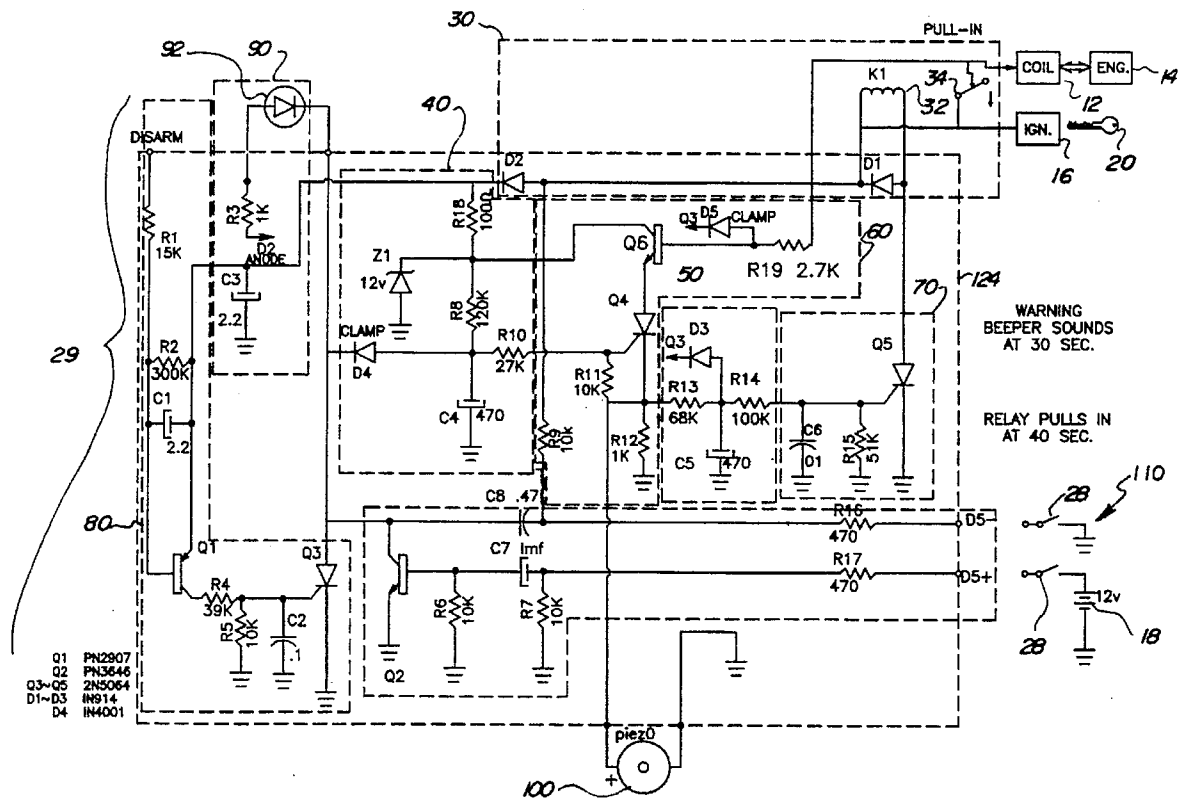 30
PULL-IN
92
90
K1
34
32
COIL
12
ENG.
14
IGN.
16
20
29
DISARM
40
D2
D1
R1
15K
R3
1K
D2
ANODE
C3
2.2
R18
100Ω
Z1
12v
R8
120K
CLAMP
D4
R10
27K
C4
470
Q6
Q3
D5
CLAMP
R19 2.7K
50
60
124
70
Q4
Q5
Q3
D3
R11
10K
R13
68K
R14
100K
R12
1K
C5
470
C6
.01
R15
51K
R9
10k
WARNING
BEEPER SOUNDS
AT 30 SEC.
RELAY PULLS IN
AT 40 SEC.
R2
300K
C1
2.2
80
Q1
R4
39K
R5
10K
C2
.1
Q3
C8 .47
C7 1mf
R6
10K
R7
10K
Q2
R16
470
D5-
R17
470
D5+
28
110
28
12v
18
Q1 PN2907
Q2 PN3646
Q3~Q5 2N5064
D1~D3 IN914
D4 IN4001
piez0
+
100